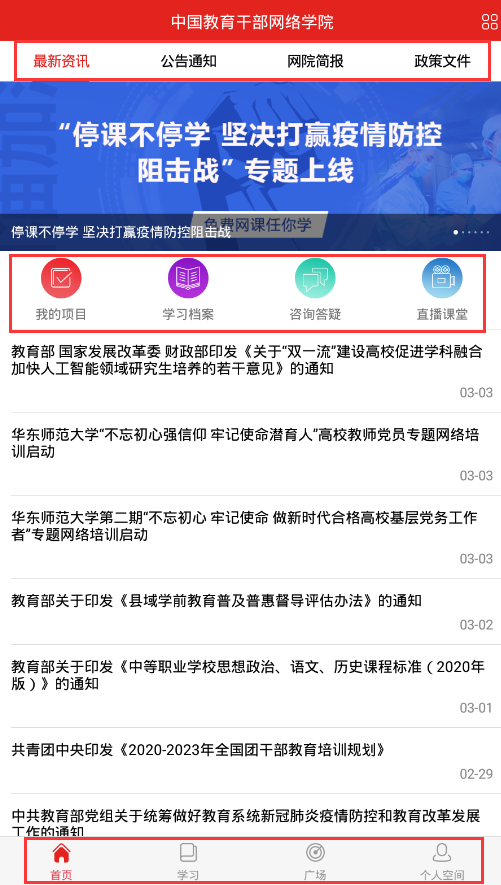 中国教育干部网络学院
最新资讯 公告通知 网院简报 政策文件
“停课不停学 坚决打赢疫情防控
阻击战”专题上线
免费网课任你学
停课不停学 坚决打赢疫情防控阻击战
我的项目 学习档案 咨询答疑 直播课堂
教育部 国家发展改革委 财政部印发《关于“双一流”建设高校促进学科融合
加快人工智能领域研究生培养的若干意见》的通知
03-03
华东师范大学“不忘初心强信仰 牢记使命潜育人”高校教师党员专题网络培
训启动
03-03
华东师范大学第二期“不忘初心 牢记使命 做新时代合格高校基层党务工作
者”专题网络培训启动
03-03
教育部关于印发《县域学前教育普及普惠督导评估办法》的通知
03-02
教育部关于印发《中等职业学校思想政治、语文、历史课程标准（2020年
版）》的通知
03-01
共青团中央印发《2020-2023年全国团干部教育培训规划》
02-29
中共教育部党组关于统筹做好教育系统新冠肺炎疫情防控和教育改革发展
工作的通知
首页 学习 广场 个人空间